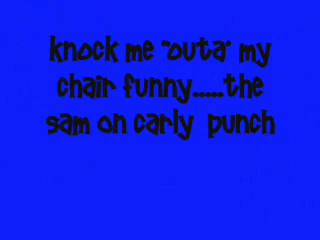 knock me "outa" my
chair funny.....the
sam on carly punch